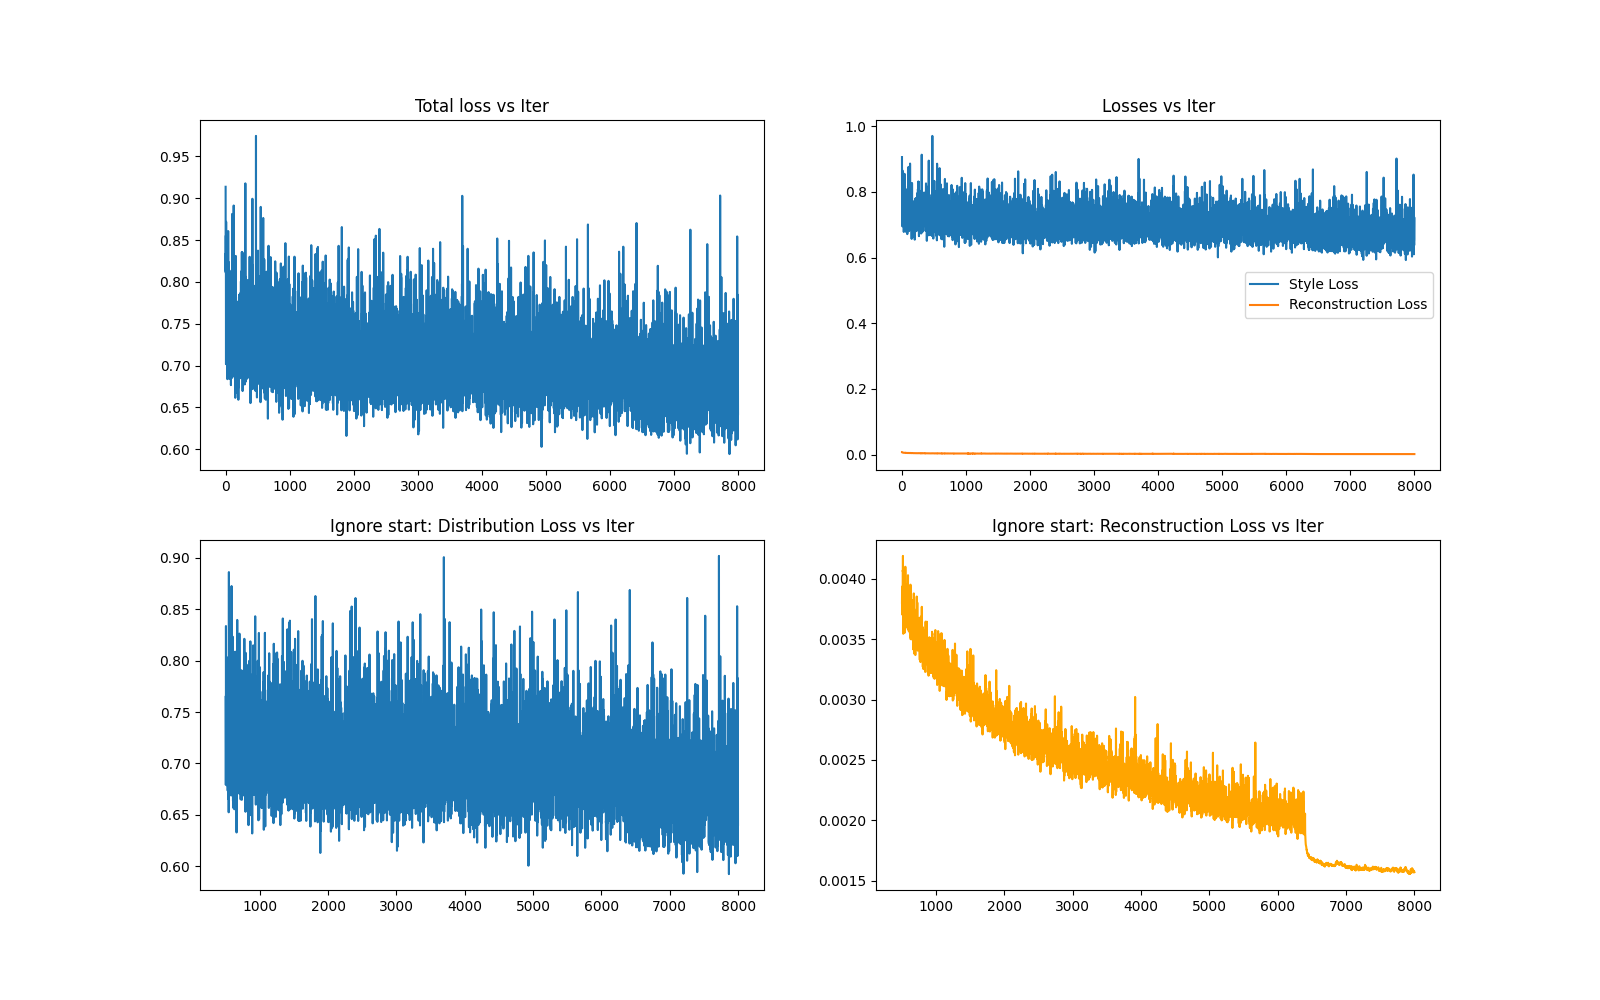 Total loss vs Iter
0.95
0.90
0.85
0.80
0.75
0.70
0.65
0.60
0 1000 2000 3000 4000 5000 6000 7000 8000
Losses vs Iter
1.0
0.8
0.6
0.4
0.2
0.0
Style Loss
Reconstruction Loss
0 1000 2000 3000 4000 5000 6000 7000 8000
Ignore start: Distribution Loss vs Iter
0.90
0.85
0.80
0.75
0.70
0.65
0.60
1000 2000 3000 4000 5000 6000 7000 8000
Ignore start: Reconstruction Loss vs Iter
0.0040
0.0035
0.0030
0.0025
0.0020
0.0015
1000 2000 3000 4000 5000 6000 7000 8000